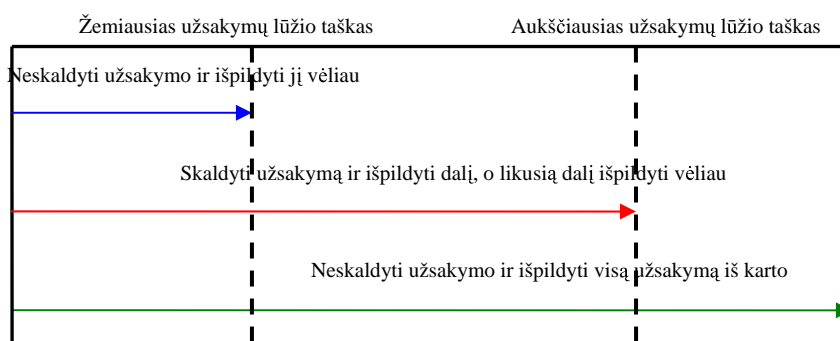 Žemiausias užsakymų lūžio taškas
Aukščiausias užsakymų lūžio taškas
Neskaldyti užsakymo ir išpildyti jį vėliau
Skaldyti užsakymą ir išpildyti dalį, o likusią dalį išpildyti vėliau
Neskaldyti užsakymo ir išpildyti visą užsakymą iš karto